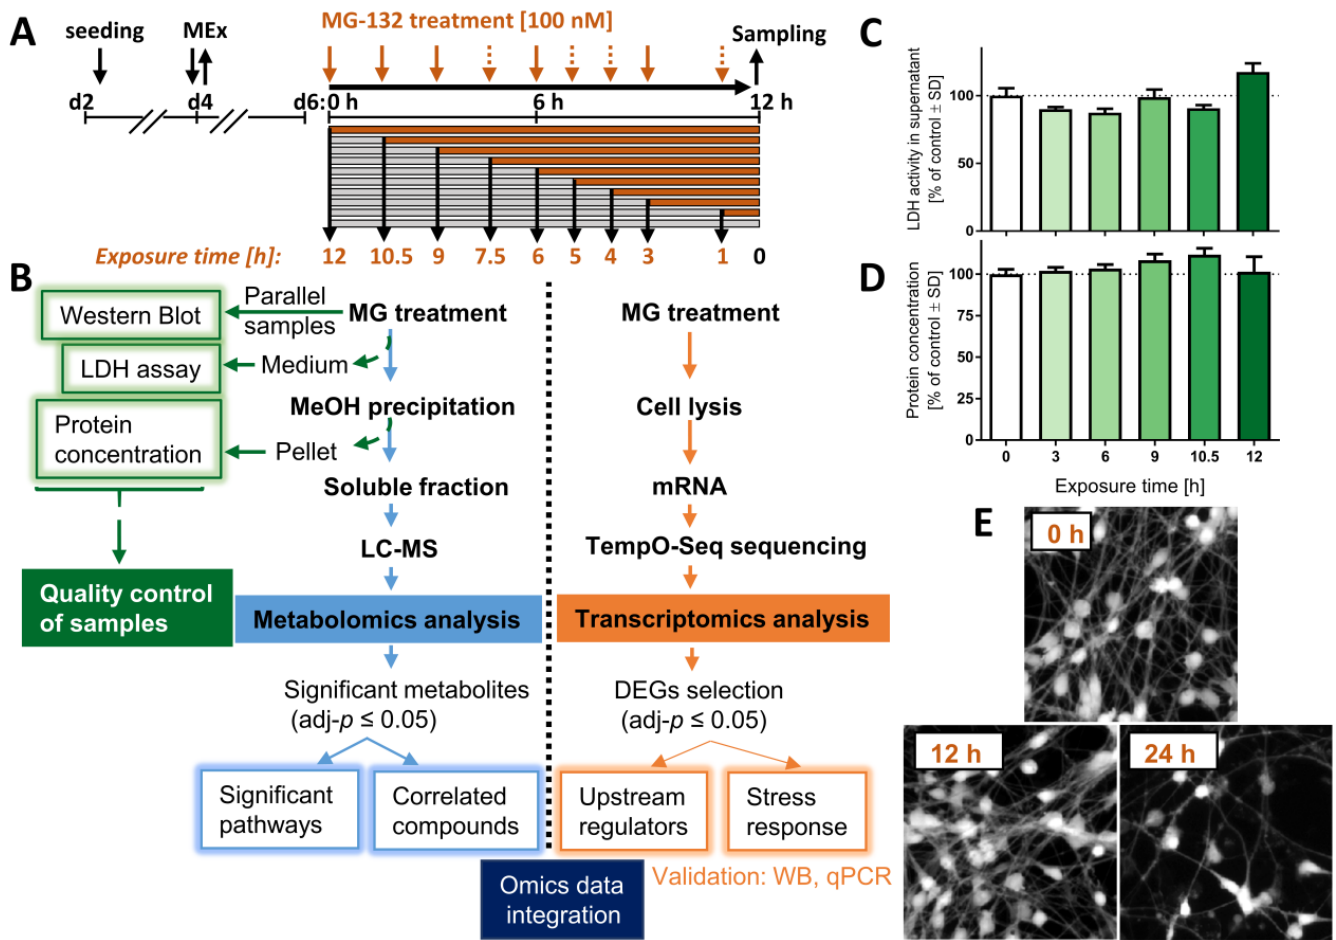 A
seeding
MEx
MG-132 treatment [100 nM]
Sampling
d2
d4
d6:0 h
6 h
12 h
Exposure time [h]:
12
10.5
9
7.5
6
5
4
3
1
0
B
Western Blot
Parallel
samples
MG treatment
LDH assay
Medium
MeOH precipitation
Protein
concentration
Pellet
Soluble fraction
LC-MS
Quality control
of samples
Metabolomics analysis
Significant metabolites
(adj-p ≤ 0.05)
Significant
pathways
Correlated
compounds
MG treatment
Cell lysis
mRNA
TempO-Seq sequencing
Transcriptomics analysis
DEGs selection
(adj-p ≤ 0.05)
Upstream
regulators
Stress
response
Validation: WB, qPCR
Omics data
integration
C
LDH activity in supernatant
[% of control ± SD]
100
50
0
D
Protein concentration
[% of control ± SD]
100
75
50
25
0
0
3
6
9
10.5
12
Exposure time [h]
E
0 h
12 h
24 h